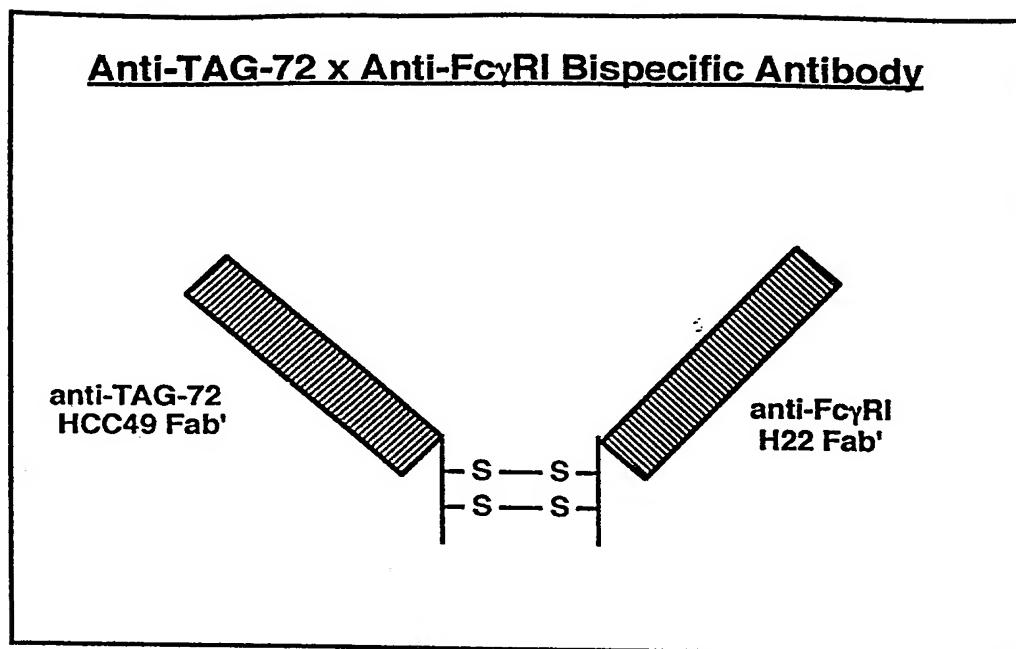 Anti-TAG-72 x Anti-FcγRI Bispecific Antibody
anti-TAG-72
HCC49 Fab'
anti-FcγRI
H22 Fab'
S — S
S — S